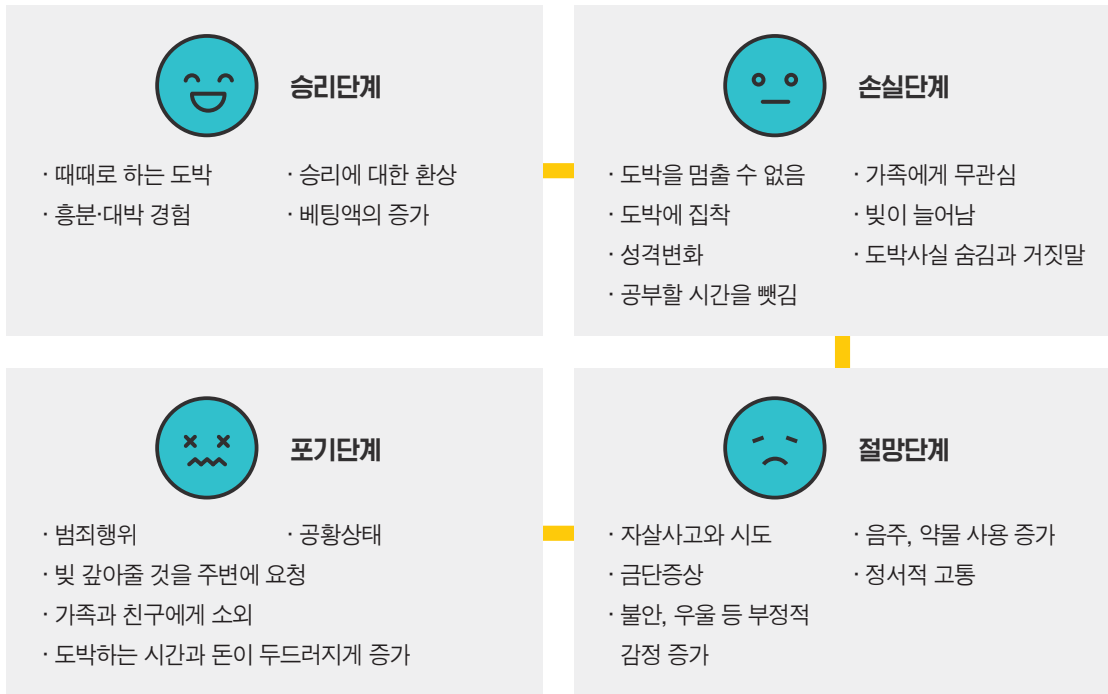 승리단계
· 때때로 하는 도박
· 흥분·대박 경험
· 승리에 대한 환상
· 베팅액의 증가
손실단계
· 도박을 멈출 수 없음
· 도박에 집착
· 성격변화
· 공부할 시간을 뺏김
· 가족에게 무관심
· 빚이 늘어남
· 도박사실 숨김과 거짓말
포기단계
· 범죄행위
· 공황상태
· 빚 갚아줄 것을 주변에 요청
· 가족과 친구에게 소외
· 도박하는 시간과 돈이 두드러지게 증가
절망단계
· 자살사고와 시도
· 금단증상
· 불안, 우울 등 부정적
감정 증가
· 음주, 약물 사용 증가
· 정서적 고통